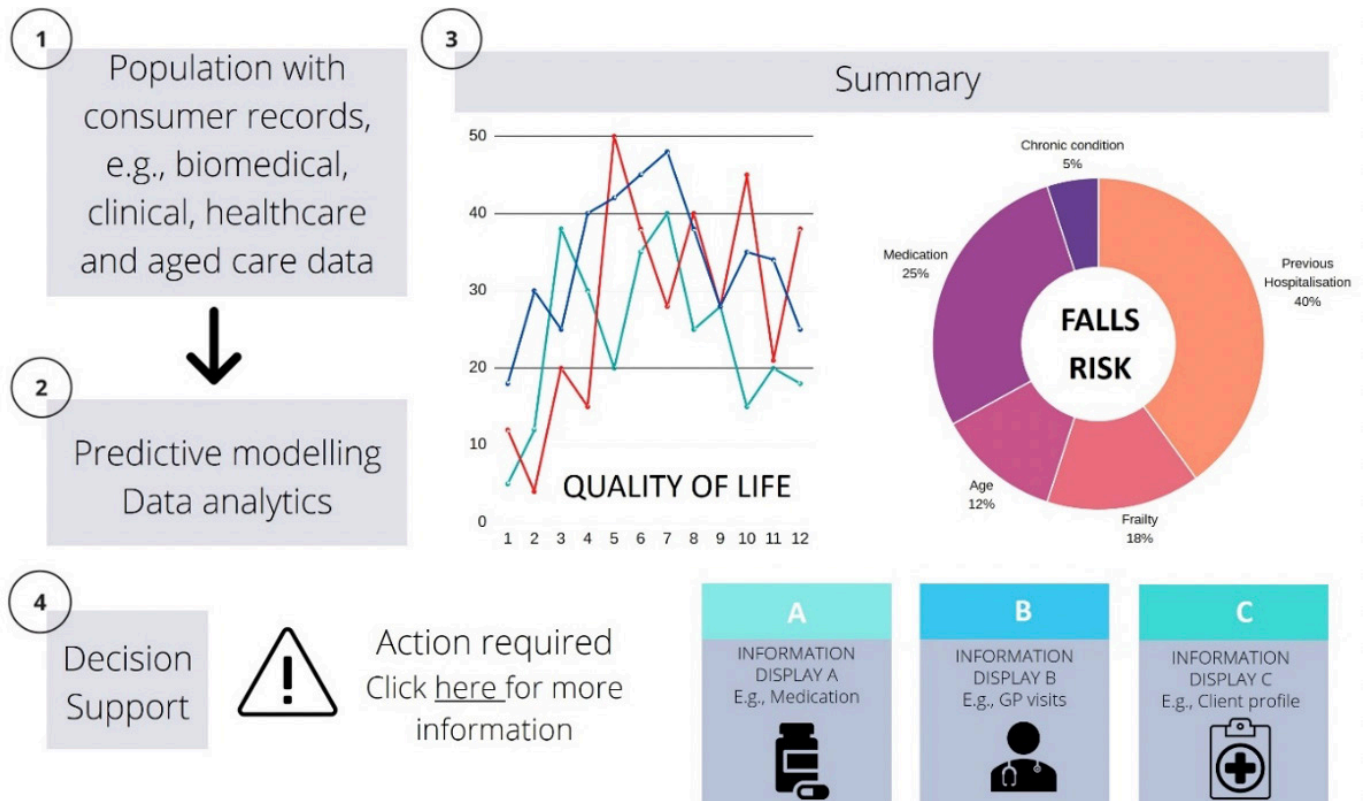 1
Population with
consumer records,
e.g., biomedical,
clinical, healthcare
and aged care data
2
Predictive modelling
Data analytics
3
Summary
50
40
30
20
10
0
1 2 3 4 5 6 7 8 9 10 11 12
QUALITY OF LIFE
Chronic condition
5%
Medication
25%
Previous
Hospitalisation
40%
FALLS
RISK
Age
12%
Frailty
18%
4
Decision
Support
!
Action required
Click here for more
information
A
INFORMATION
DISPLAY A
E.g., Medication
B
INFORMATION
DISPLAY B
E.g., GP visits
C
INFORMATION
DISPLAY C
E.g., Client profile